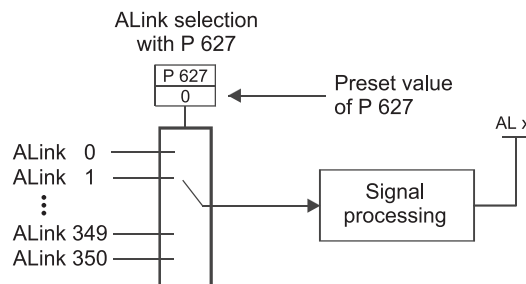 ALink selection
with P 627
P 627
0
Preset value
of P 627
AL x
ALink 0
ALink 1
ALink 349
ALink 350
Signal
processing